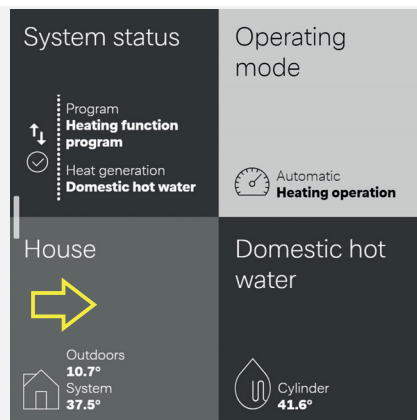 System status
Program
Heating function
program
Heat generation
Domestic hot water
Operating
mode
Automatic
Heating operation
House
Outdoors
10.7°
System
37.5°
Domestic hot
water
Cylinder
41.6°